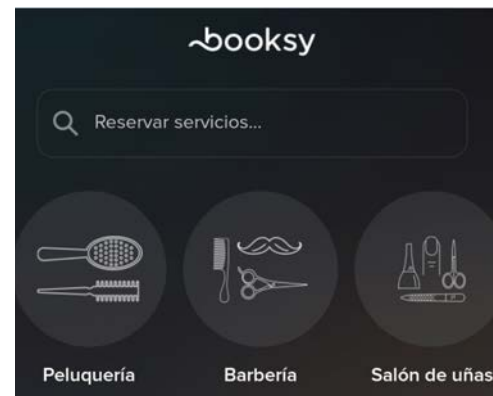 booksy
Reservar servicios...
Peluquería
Barbería
Salón de uñas